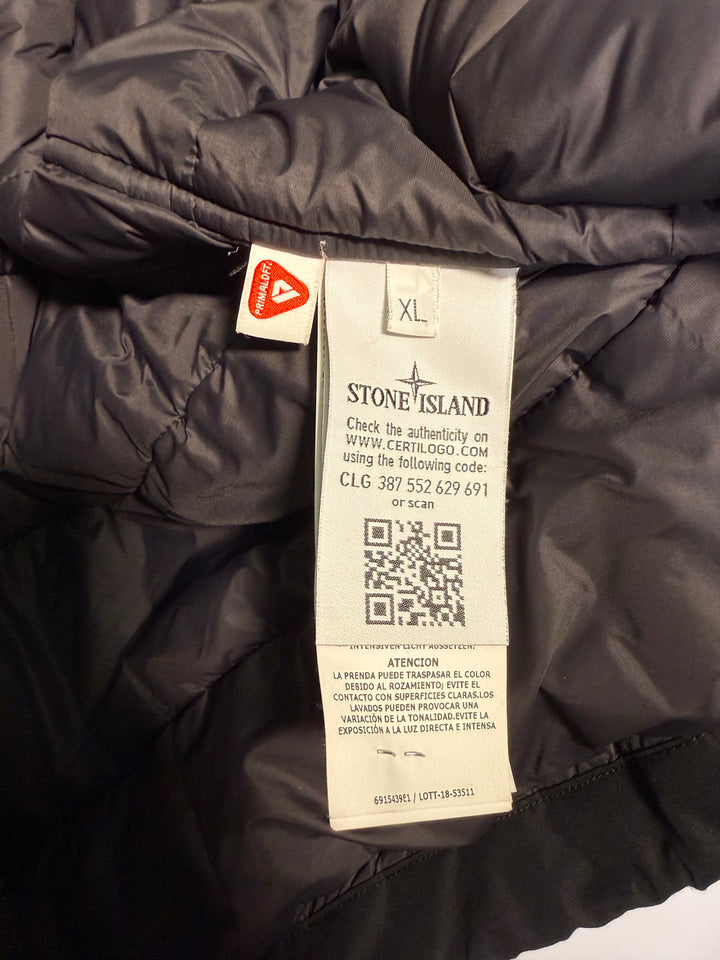 PRIMALOFT®
XL
STONE ISLAND
Check the authenticity on
WWW.CERTILOGO.COM
using the following code:
CLG 387 552 629 691
or scan
INTENSIVEN LICHT AUSSETZEN.
ATENCION
LA PRENDA PUEDE TRASPASAR EL COLOR
DEBIDO AL ROZAMIENTO; EVITE EL
CONTACTO CON SUPERFICIES CLARAS.LOS
LAVADOS PUEDEN PROVOCAR UNA
VARIACIÓN DE LA TONALIDAD.EVITE LA
EXPOSICIÓN A LA LUZ DIRECTA E INTENSA
6915439E1 / LOTT-18-53511